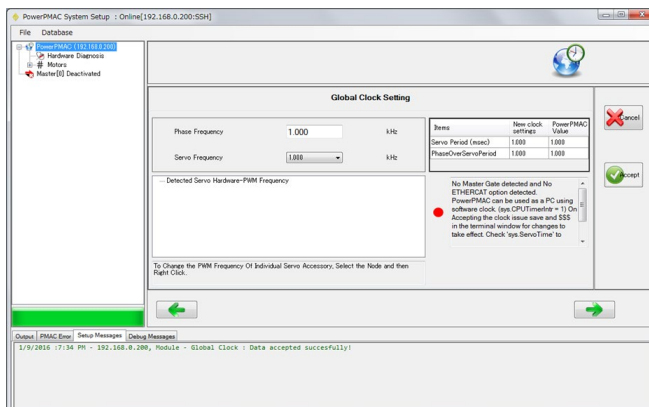 PowerPMAC System Setup : Online[192.168.0.200:SSH]
File Database
PowerPMAC (192.168.0.200)
Hardware Diagnosis
# Motors
Master[0] Deactivated
Global Clock Setting
Phase Frequency 1.000 kHz
Servo Frequency 1.000 kHz
Items New clock settings PowerPMAC Value
Servo Period (msec) 1.000 1.000
PhaseOverServoPeriod 1.000 1.000
Cancel
Accept
Detected Servo Hardware-PWM Frequency
No Master Gate detected and No
ETHERCAT option detected.
PowerPMAC can be used as a PC using
software clock. (sys.CPUTimerIntr = 1) On
Accepting the clock issue save and $$$
in the terminal window for changes to
take effect. Check 'sys.ServoTime' to
To Change the PWM Frequency Of Individual Servo Accessory, Select the Node and then
Right Click.
Output PMAC Error Setup Messages Debug Messages
1/9/2016 :7:34 PM - 192.168.0.200, Module - Global Clock : Data accepted succesfully!